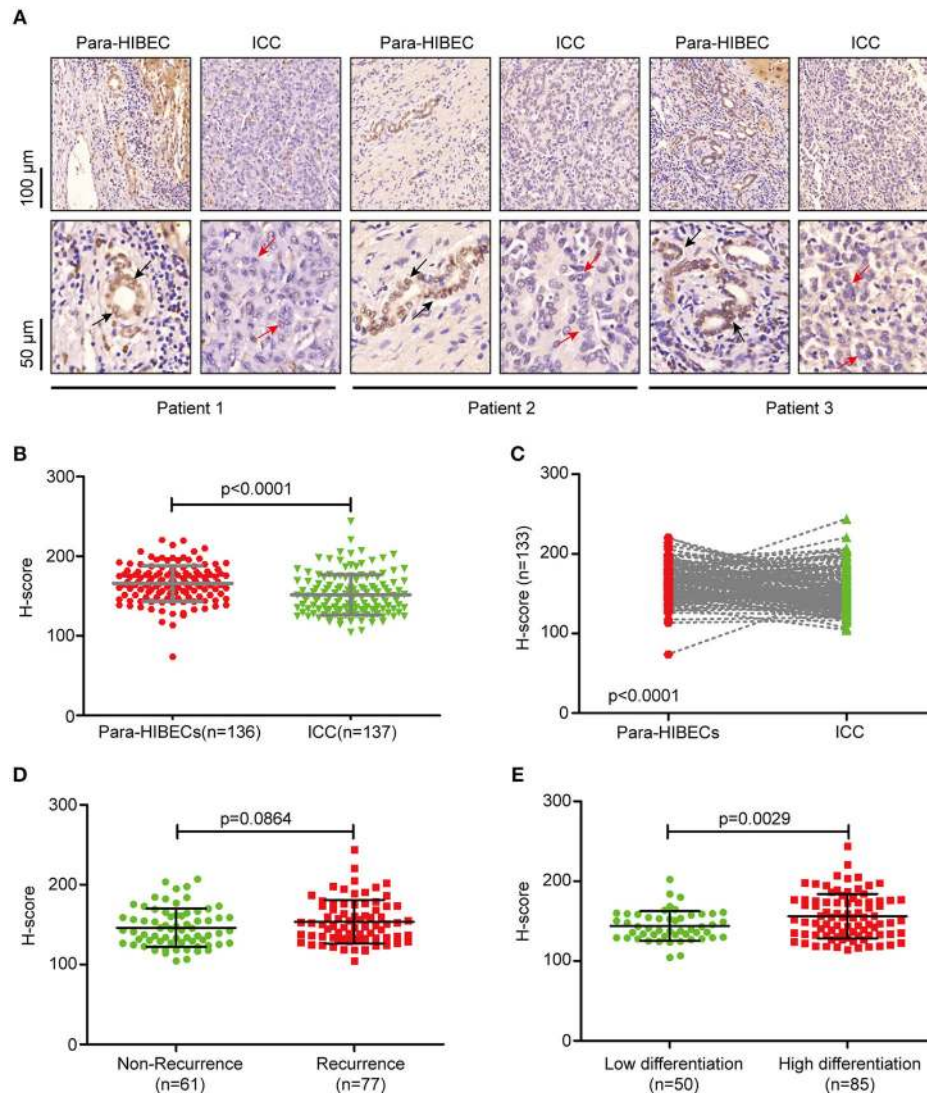 A
Para-HIBEC ICC Para-HIBEC ICC Para-HIBEC ICC
100 µm
50 µm
Patient 1 Patient 2 Patient 3
B
300
200
100
0
H-score
p<0.0001
Para-HIBECs(n=136) ICC(n=137)
C
300
200
100
0
H-score (n=133)
p<0.0001
Para-HIBECs ICC
D
300
200
100
0
H-score
p=0.0864
Non-Recurrence Recurrence
(n=61) (n=77)
E
300
200
100
0
H-score
p=0.0029
Low differentiation High differentiation
(n=50) (n=85)